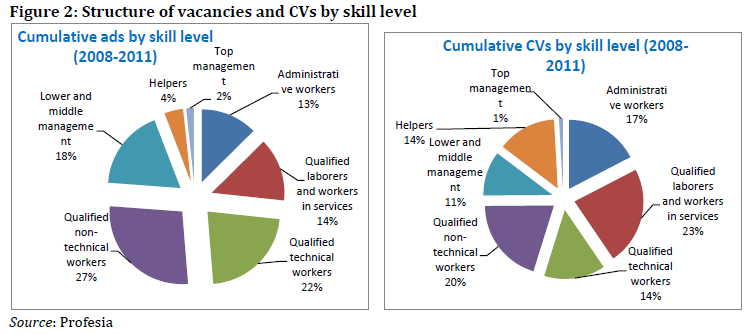 Figure 2: Structure of vacancies and CVs by skill level
Cumulative ads by skill level
(2008-2011)
Top
managemen
t
2%
Administrati
ve workers
13%
Helpers
4%
Lower and
middle
manageme
nt
18%
Qualified
laborers
and workers
in services
14%
Qualified
non-
technical
workers
27%
Qualified
technical
workers
22%
Cumulative CVs by skill level (2008-
2011)
Top
managemen
t
1%
Administrati
ve workers
17%
Helpers
14%
Lower and
middle
manageme
nt
11%
Qualified
laborers
and workers
in services
23%
Qualified
non-
technical
workers
20%
Qualified
technical
workers
14%
Source: Profesia